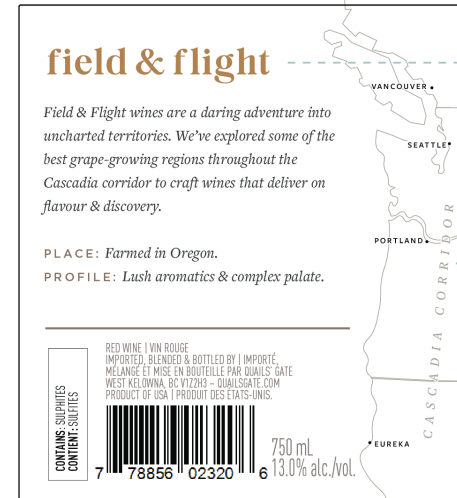 field & flight
Field & Flight wines are a daring adventure into
uncharted territories. We've explored some of the
best grape-growing regions throughout the
Cascadia corridor to craft wines that deliver on
flavour & discovery.
PLACE: Farmed in Oregon.
PROFILE: Lush aromatics & complex palate.
RED WINE | VIN ROUGE
IMPORTED, BLENDED & BOTTLED BY | IMPORTÉ,
MÉLANGÉ ET MISE EN BOUTEILLE PAR QUAILS' GATE
WEST KELOWNA, BC V1Z2H3 – QUAILSGATE.COM
PRODUCT OF USA | PRODUIT DES ÉTATS-UNIS.
CONTAINS: SULPHITES
CONTENT: SULFITES
7 78856 02320 6
750 mL
13.0% alc./vol.
VANCOUVER
SEATTLE
PORTLAND
CASCADIA CORRIDOR
EUREKA